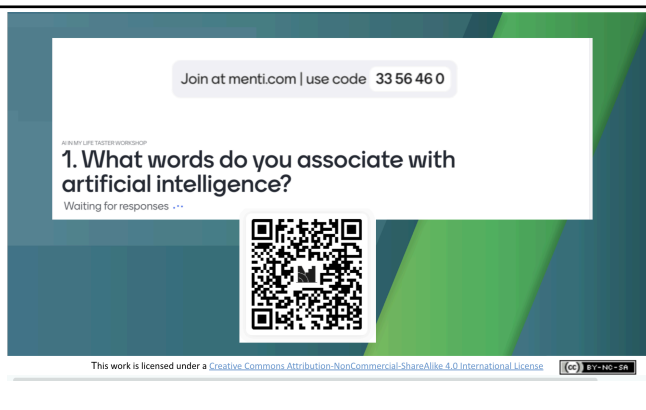 Join at menti.com | use code 33 56 46 0
AI IN MY LIFE TASTER WORKSHOP
1. What words do you associate with
artificial intelligence?
Waiting for responses ...
This work is licensed under a Creative Commons Attribution-NonCommercial-ShareAlike 4.0 International License
(cc) BY-NC-SA